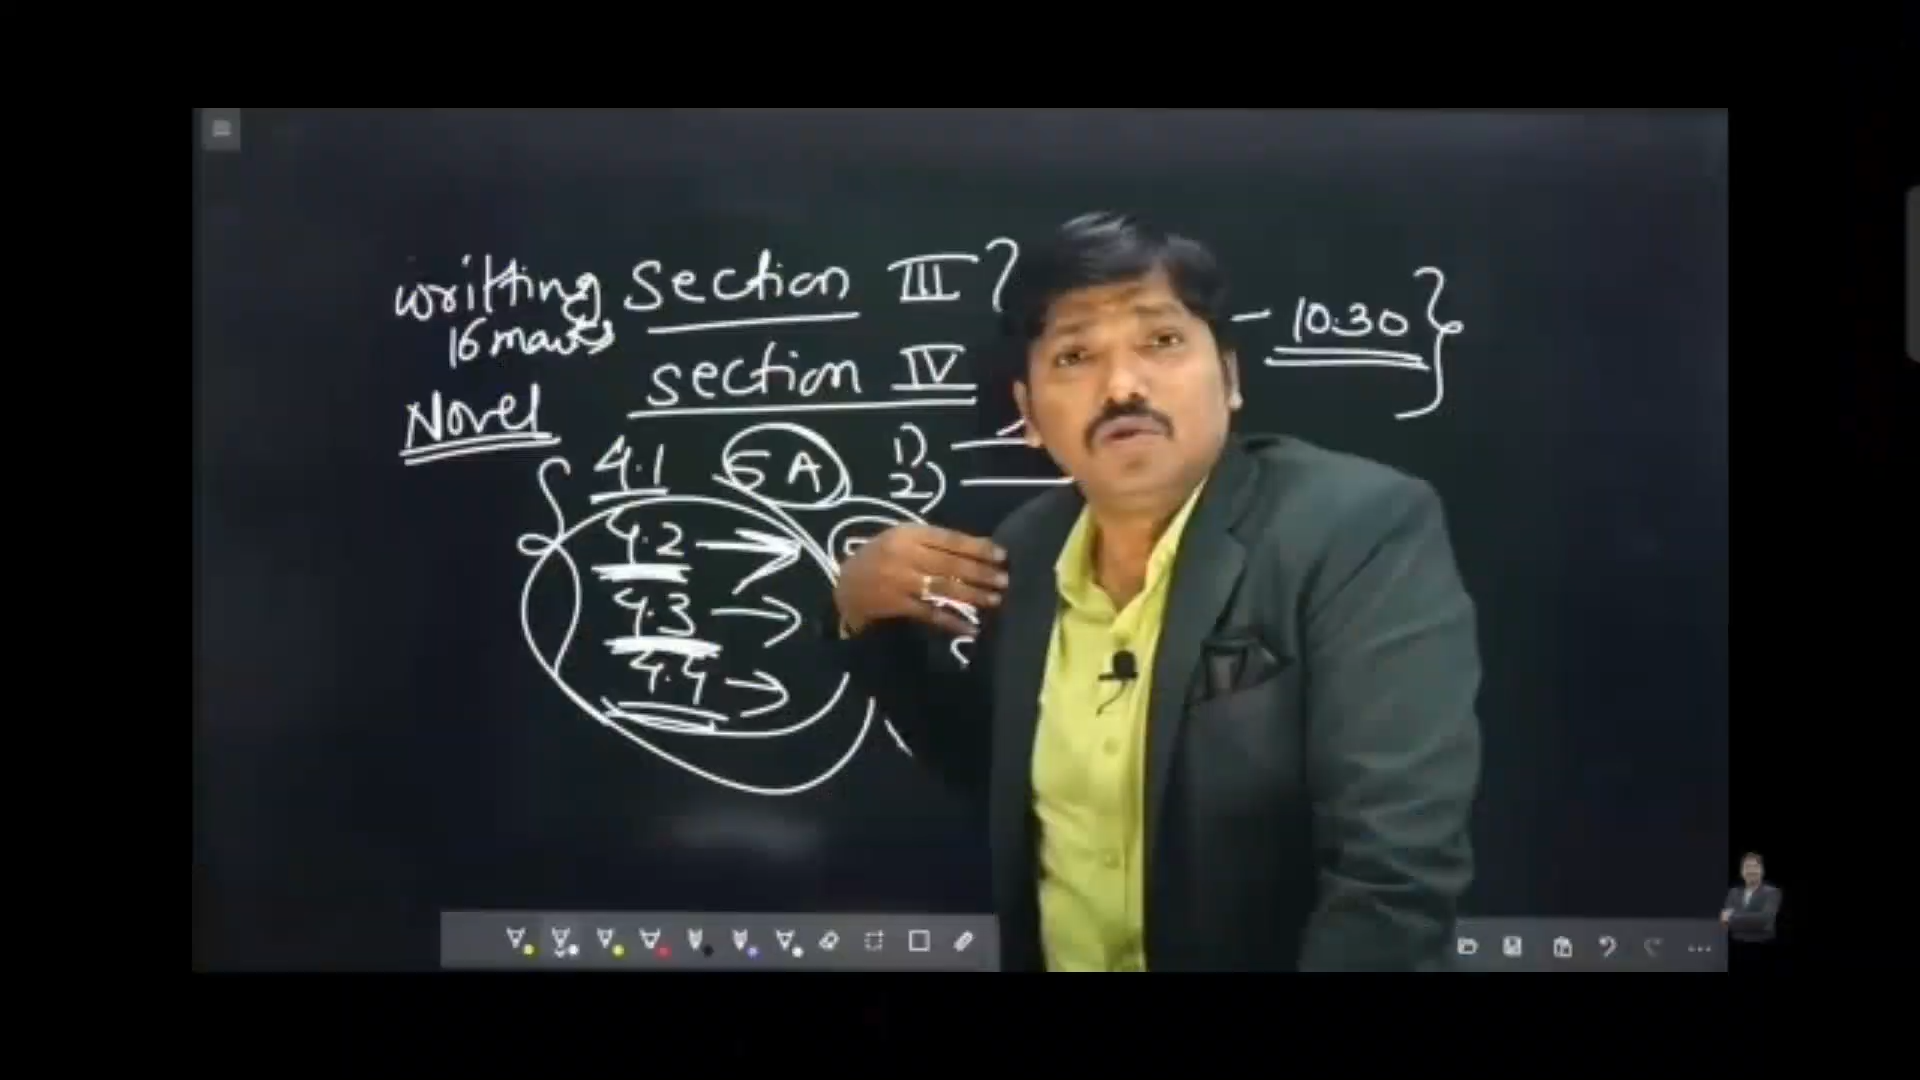 writting section III ?
16 marks
- 10.30
section IV
Novel
4.1 5 A 1)
2)
4.2
4.3
4.4